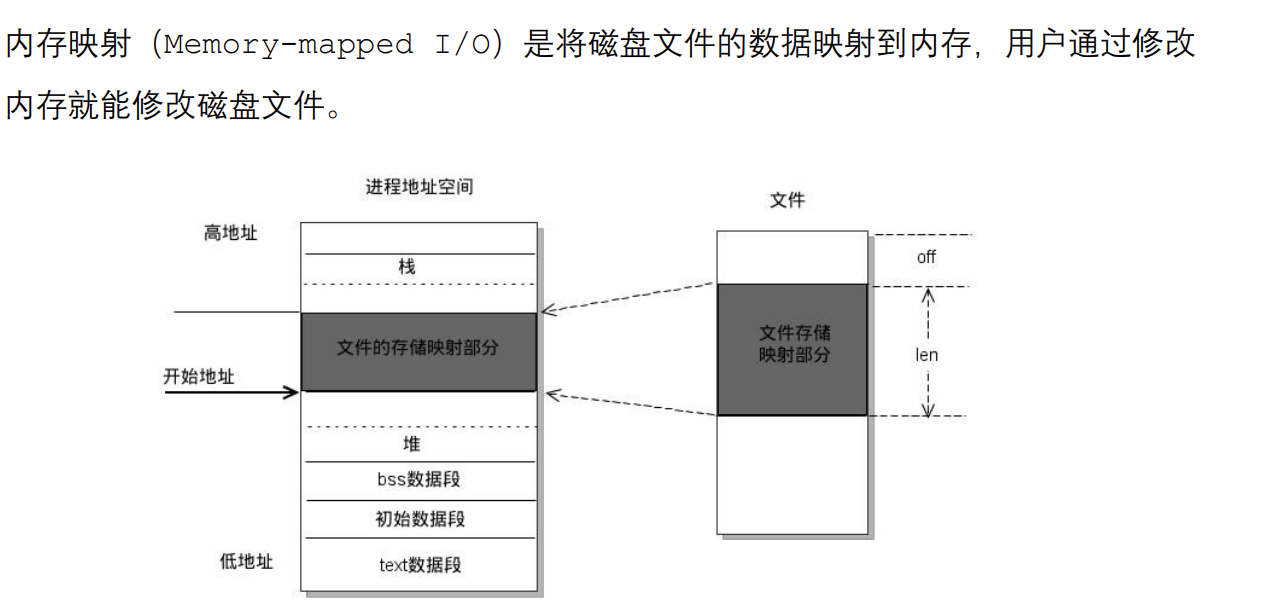 内存映射（Memory-mapped I/O）是将磁盘文件的数据映射到内存，用户通过修改
内存就能修改磁盘文件。
进程地址空间
文件
高地址
off
栈
文件存储
映射部分
文件的存储映射部分
len
开始地址
堆
bss数据段
初始数据段
低地址
text数据段